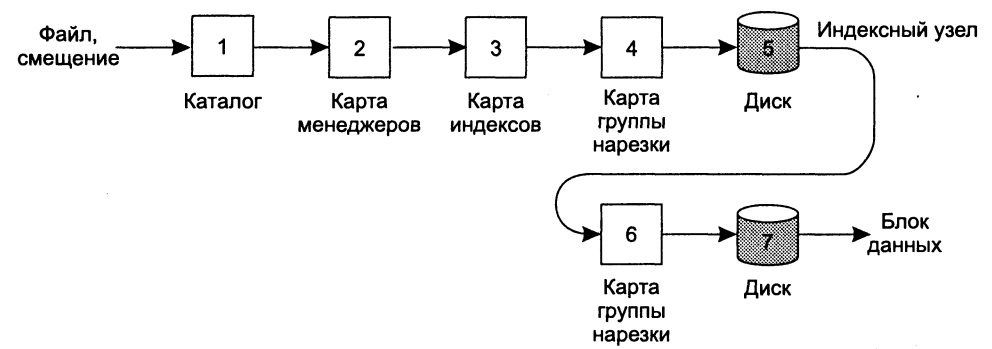 Файл,
смещение
1
2
3
4
5
Индексный узел
Каталог
Карта
менеджеров
Карта
индексов
Карта
группы
нарезки
Диск
6
7
Блок
данных
Карта
группы
нарезки
Диск